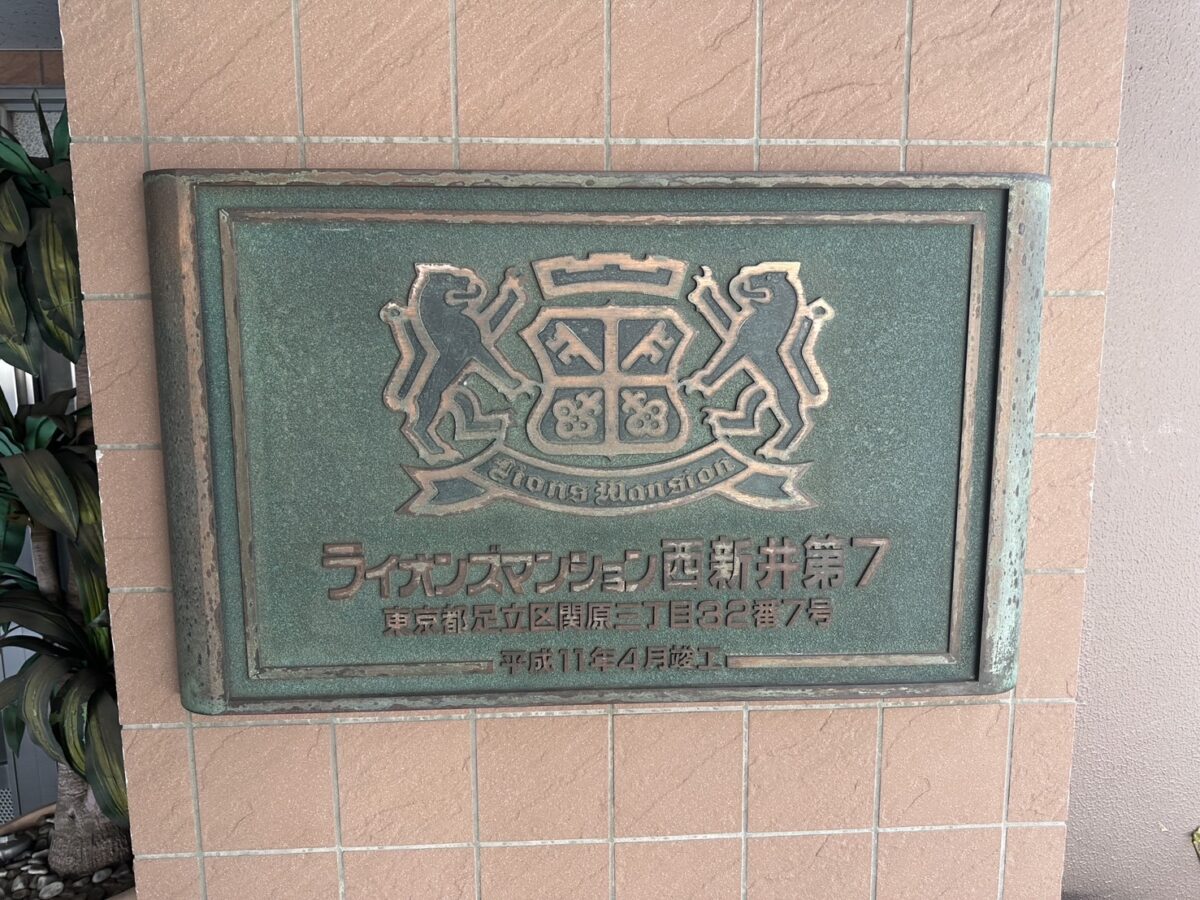 Lions Mansion
ライオンズマンション西新井第7
東京都足立区関原三丁目32番7号
平成11年4月竣工